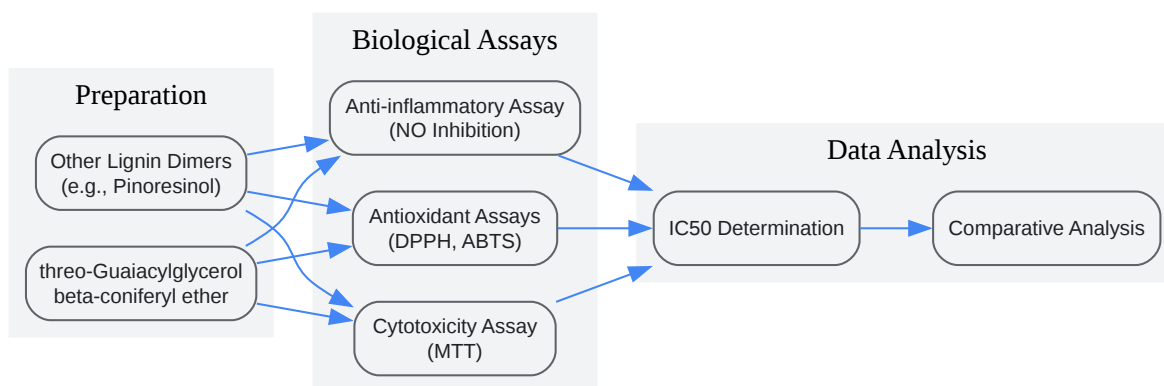 Preparation
Other Lignin Dimers
(e.g., Pinoresinol)
threo-Guaiacylglycerol
beta-coniferyl ether
Biological Assays
Anti-inflammatory Assay
(NO Inhibition)
Antioxidant Assays
(DPPH, ABTS)
Cytotoxicity Assay
(MTT)
Data Analysis
IC50 Determination
Comparative Analysis